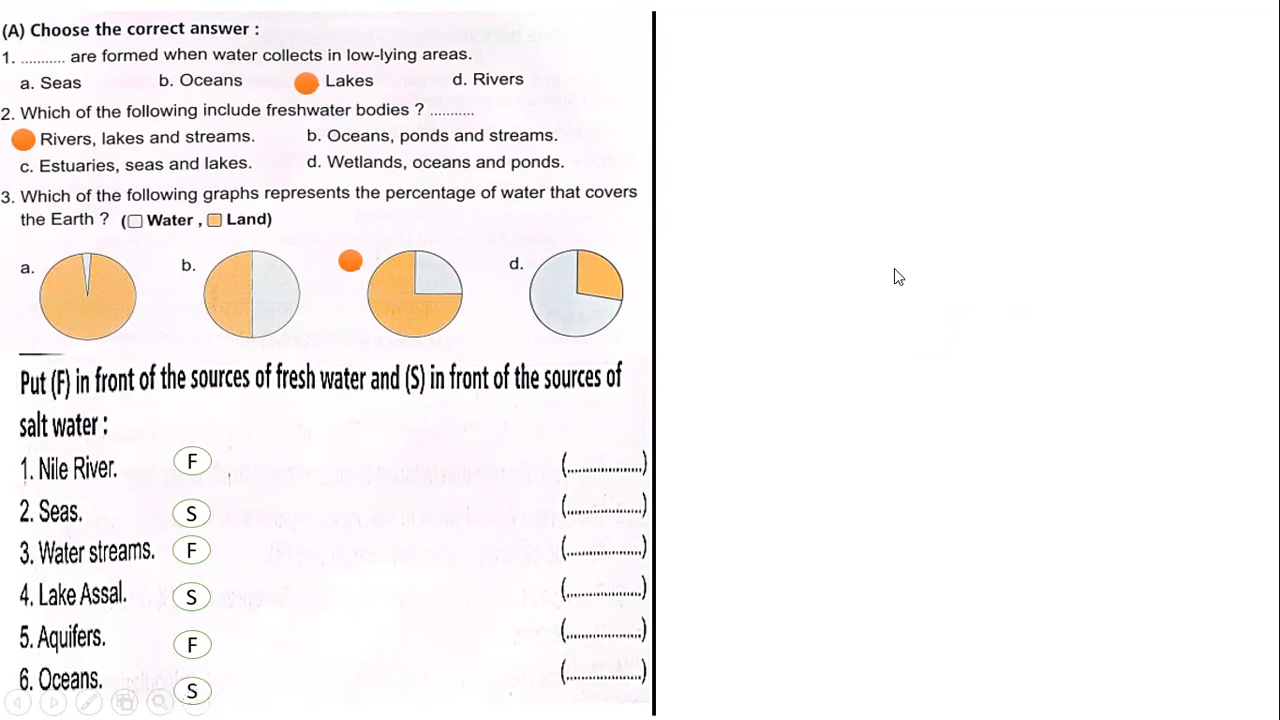 (A) Choose the correct answer :
1. ........... are formed when water collects in low-lying areas.
a. Seas b. Oceans Lakes d. Rivers
2. Which of the following include freshwater bodies ? ...........
Rivers, lakes and streams. b. Oceans, ponds and streams.
c. Estuaries, seas and lakes. d. Wetlands, oceans and ponds.
3. Which of the following graphs represents the percentage of water that covers
the Earth ? (Water , Land)
a. b. d.
Put (F) in front of the sources of fresh water and (S) in front of the sources of
salt water :
1. Nile River. F (...............)
2. Seas. S (...............)
3. Water streams. F (...............)
4. Lake Assal. S (...............)
5. Aquifers. F (...............)
6. Oceans. S (...............)